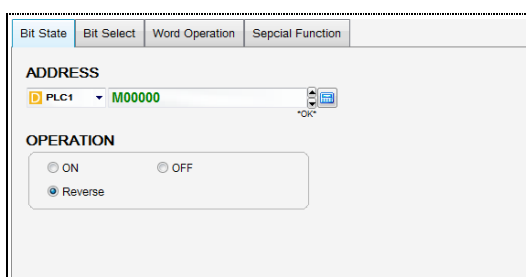 Bit State Bit Select Word Operation Sepcial Function
ADDRESS
D PLC1 M00000
*OK*
OPERATION
ON OFF
Reverse